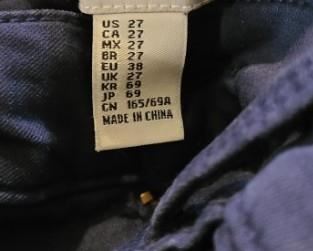 US 27
CA 27
MX 27
BR 27
EU 38
UK 27
KR 69
JP 69
CN 165/69A
MADE IN CHINA